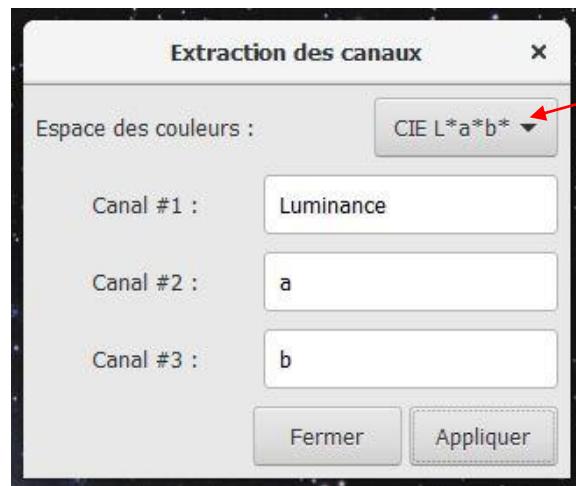 Extraction des canaux ×
Espace des couleurs : CIE L*a*b*
Canal #1 : Luminance
Canal #2 : a
Canal #3 : b
Fermer Appliquer